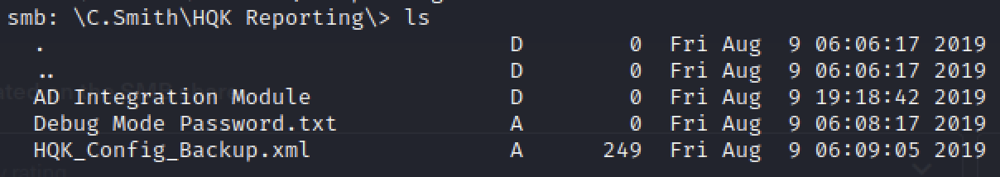 smb: \C.Smith\HQK Reporting\> ls
. D 0 Fri Aug 9 06:06:17 2019
.. D 0 Fri Aug 9 06:06:17 2019
AD Integration Module D 0 Fri Aug 9 19:18:42 2019
Debug Mode Password.txt A 0 Fri Aug 9 06:08:17 2019
HQK_Config_Backup.xml A 249 Fri Aug 9 06:09:05 2019